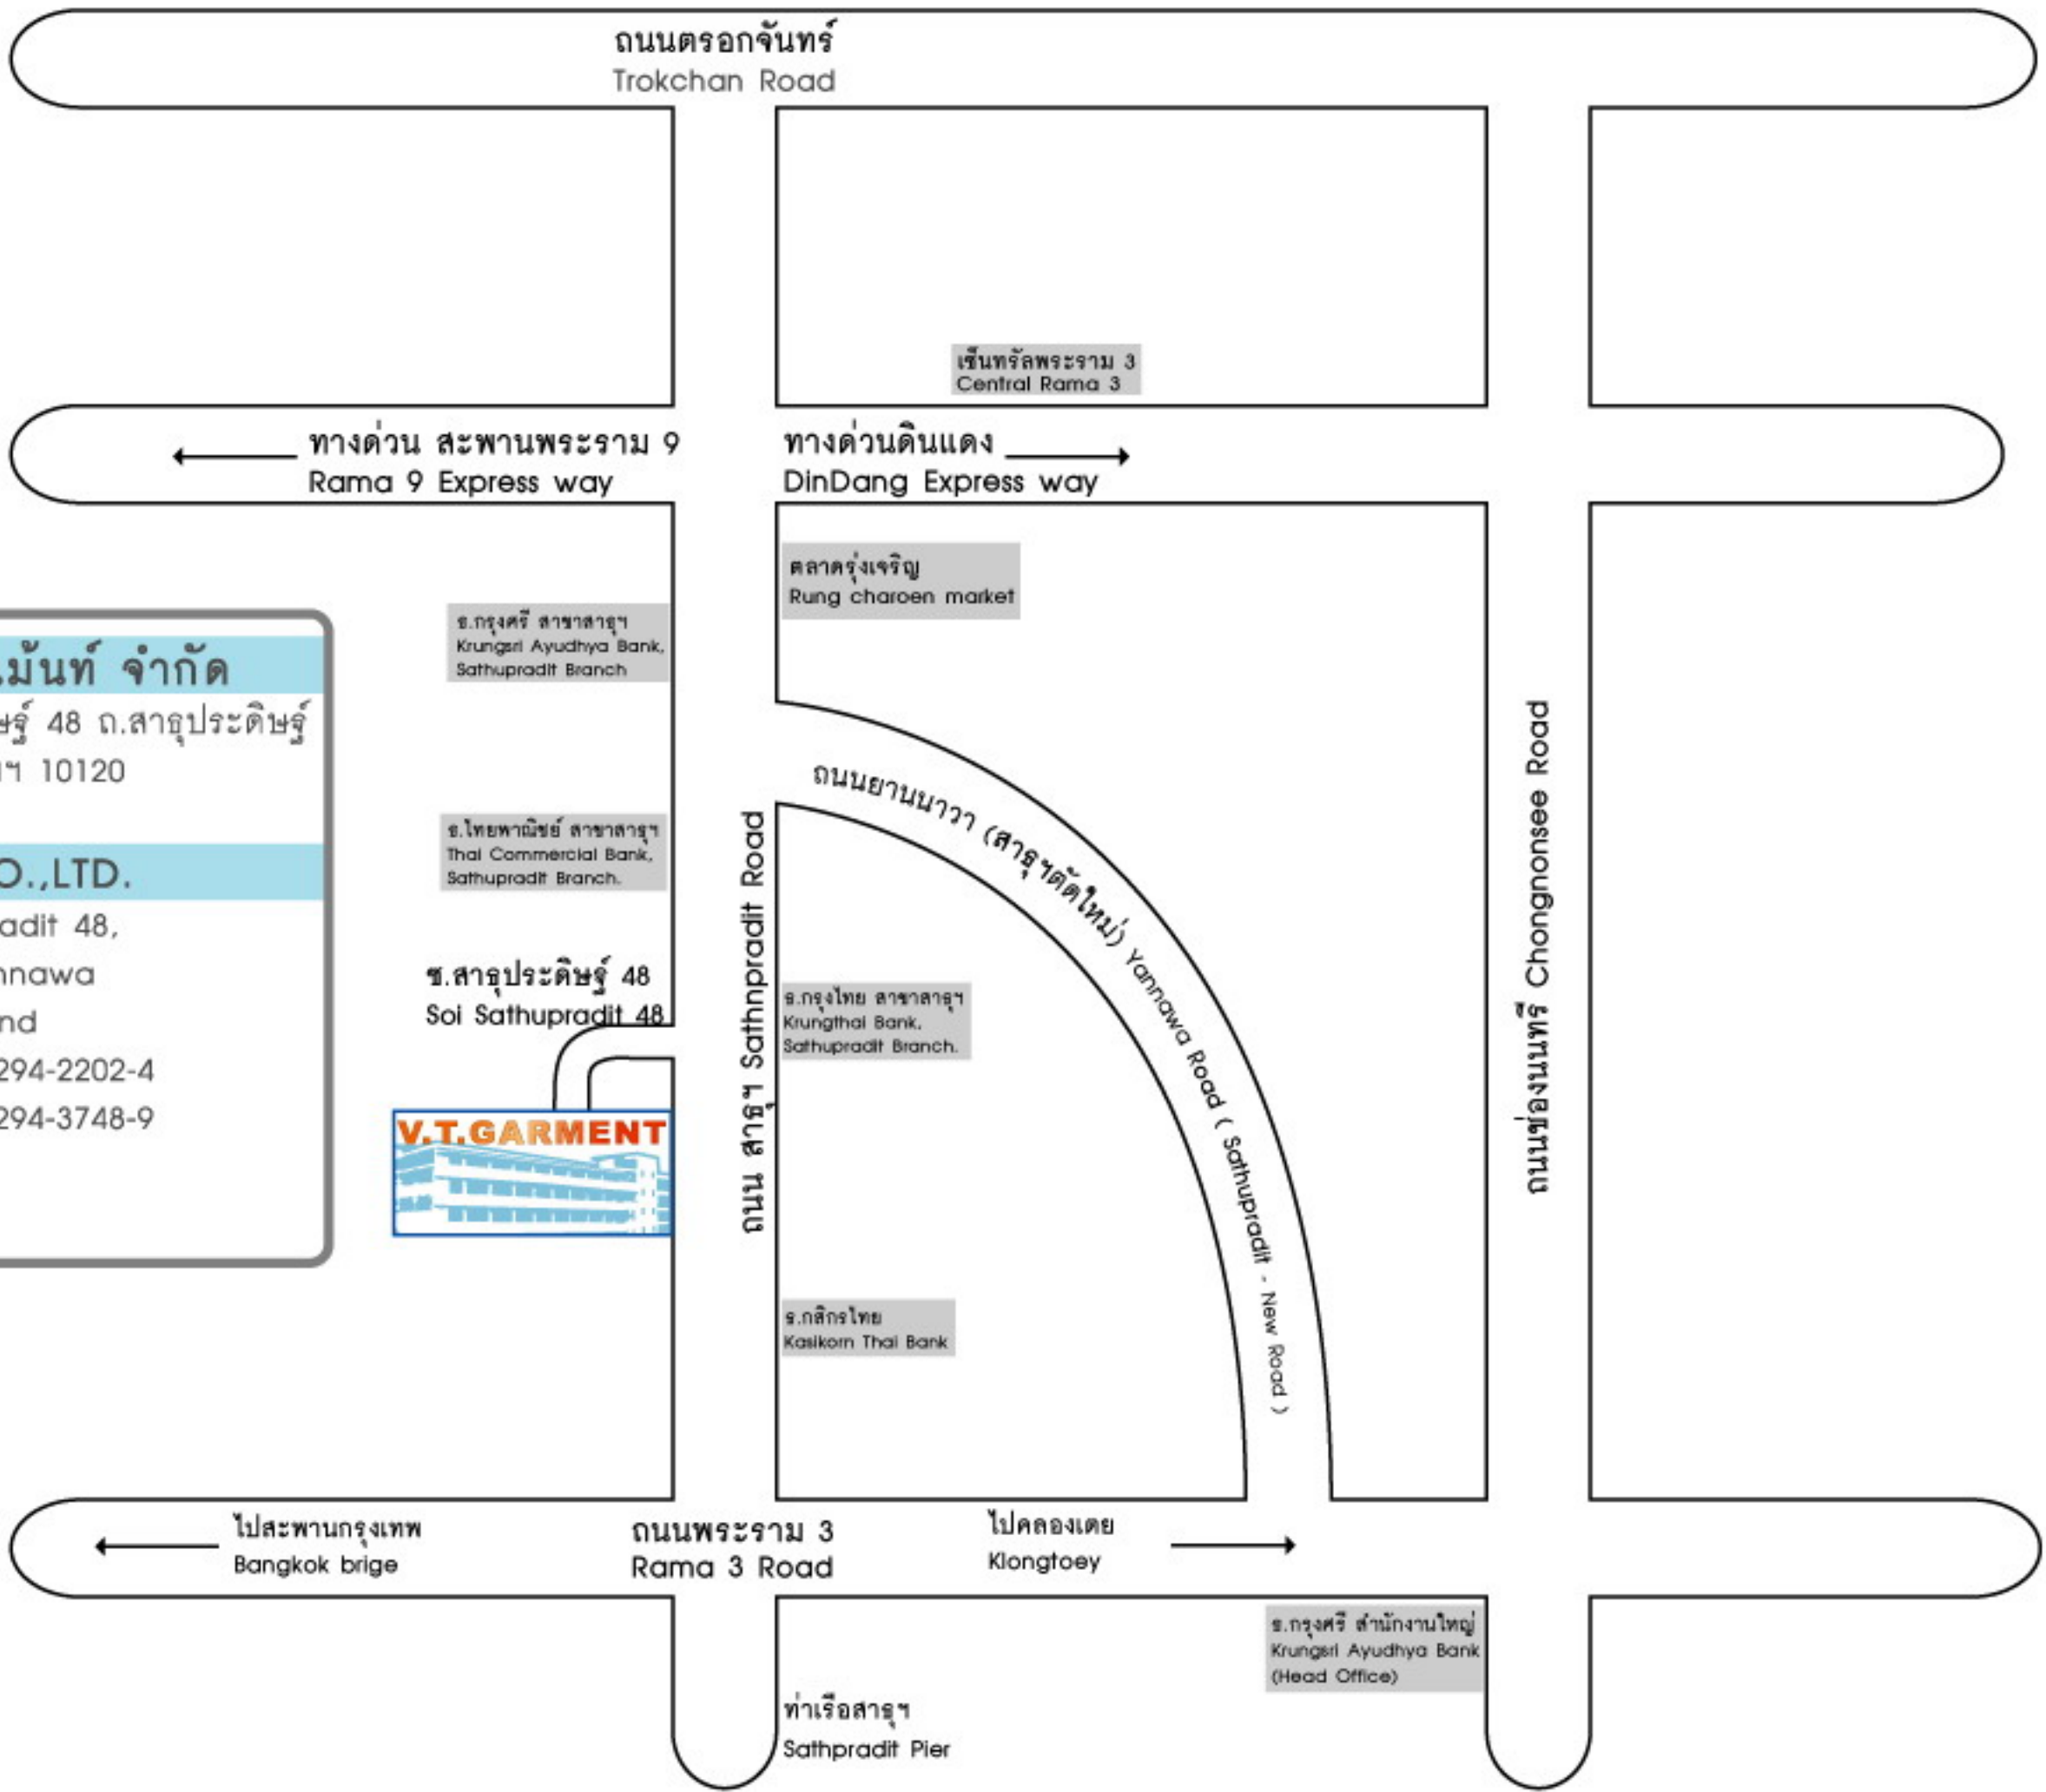 ถนนตรอกจันทร์
Trokchan Road
เซ็นทรัลพระราม 3
Central Rama 3
ทางด่วน สะพานพระราม 9
Rama 9 Express way
ทางด่วนดินแดง
DinDang Express way
ตลาดรุ่งเจริญ
Rung charoen market
ธ.กรุงศรี สาขาสาธุฯ
Krungsri Ayudhya Bank,
Sathupradit Branch
ม้นท์ จำกัด
48 ถ.สาธุประดิษฐ์
10120
O.,LTD.
adit 48,
nnawa
nd
294-2202-4
294-3748-9
ธ.ไทยพาณิชย์ สาขาสาธุฯ
Thai Commercial Bank,
Sathupradit Branch.
ซ.สาธุประดิษฐ์ 48
Soi Sathupradit 48
V.T.GARMENT
ถนน สาธุฯ Sathnpradit Road
ถนนยานนาวา (สาธุฯตัดใหม่) Yannawa Road ( Sathupradit - New Road )
ธ.กรุงไทย สาขาสาธุฯ
Krungthai Bank,
Sathupradit Branch.
ธ.กสิกรไทย
Kasikorn Thai Bank
ถนนช่องนนทรี Chongnonsee Road
ไปสะพานกรุงเทพ
Bangkok brige
ถนนพระราม 3
Rama 3 Road
ไปคลองเตย
Klongtoey
ธ.กรุงศรี สำนักงานใหญ่
Krungsri Ayudhya Bank
(Head Office)
ท่าเรือสาธุฯ
Sathpradit Pier